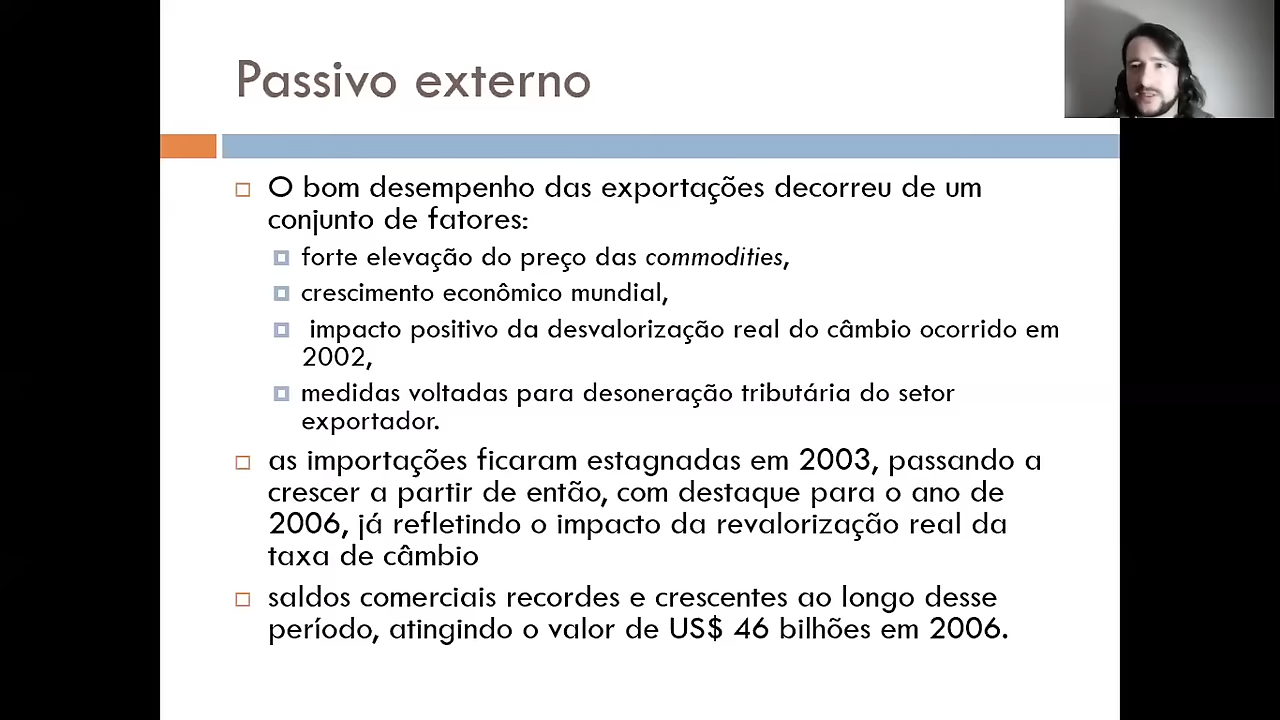 Passivo externo
O bom desempenho das exportações decorreu de um
conjunto de fatores:
forte elevação do preço das commodities,
crescimento econômico mundial,
impacto positivo da desvalorização real do câmbio ocorrido em
2002,
medidas voltadas para desoneração tributária do setor
exportador.
as importações ficaram estagnadas em 2003, passando a
crescer a partir de então, com destaque para o ano de
2006, já refletindo o impacto da revalorização real da
taxa de câmbio
saldos comerciais recordes e crescentes ao longo desse
período, atingindo o valor de US$ 46 bilhões em 2006.